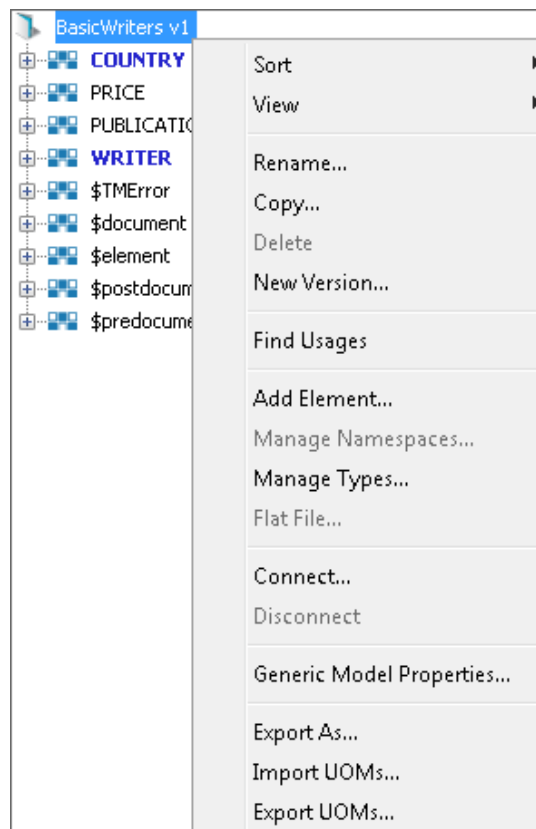 BasicWriters v1
COUNTRY
PRICE
PUBLICATIO
WRITER
$TMError
$document
$element
$postdocum
$predocume
Sort
View
Rename...
Copy...
Delete
New Version...
Find Usages
Add Element...
Manage Namespaces...
Manage Types...
Flat File...
Connect...
Disconnect
Generic Model Properties...
Export As...
Import UOMs...
Export UOMs...